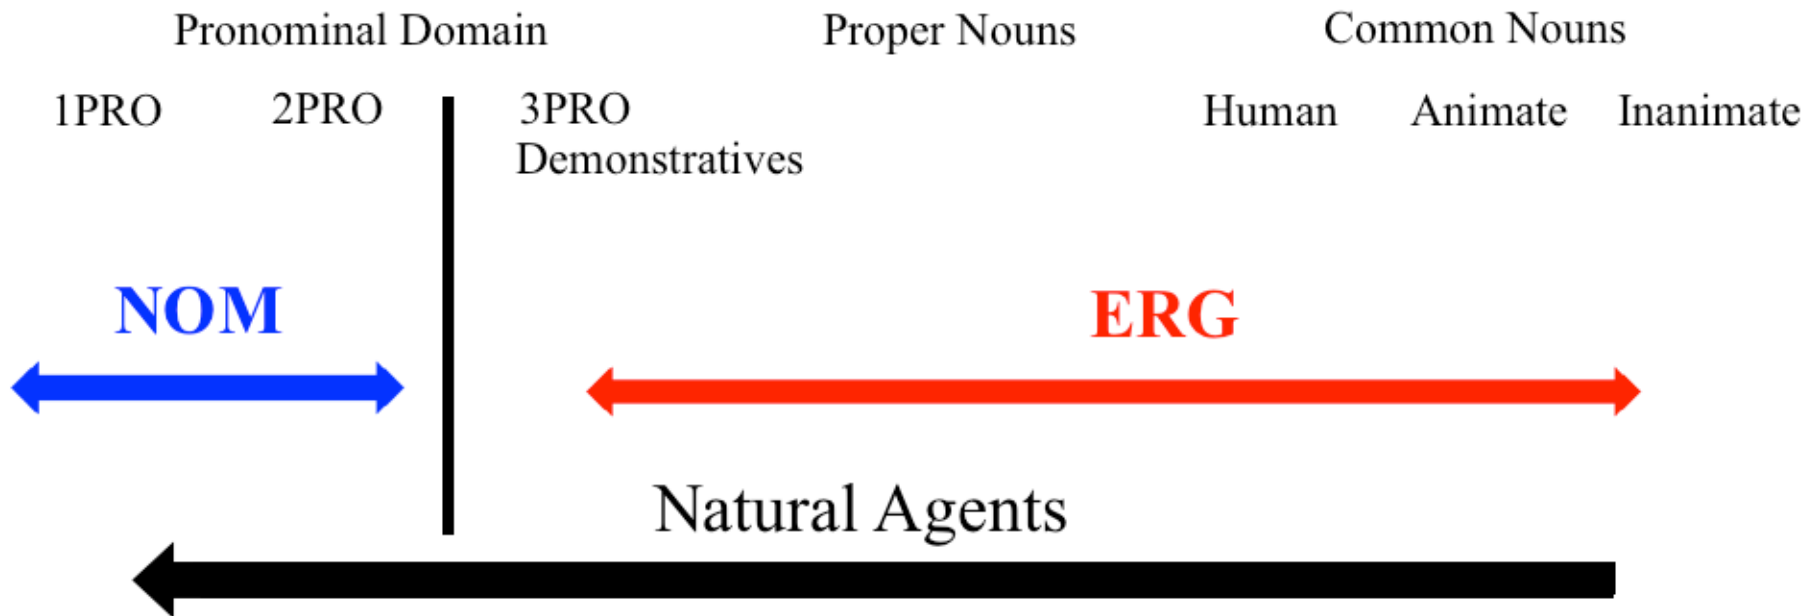 Pronominal Domain Proper Nouns Common Nouns
1PRO 2PRO 3PRO Human Animate Inanimate
Demonstratives
NOM ERG
Natural Agents